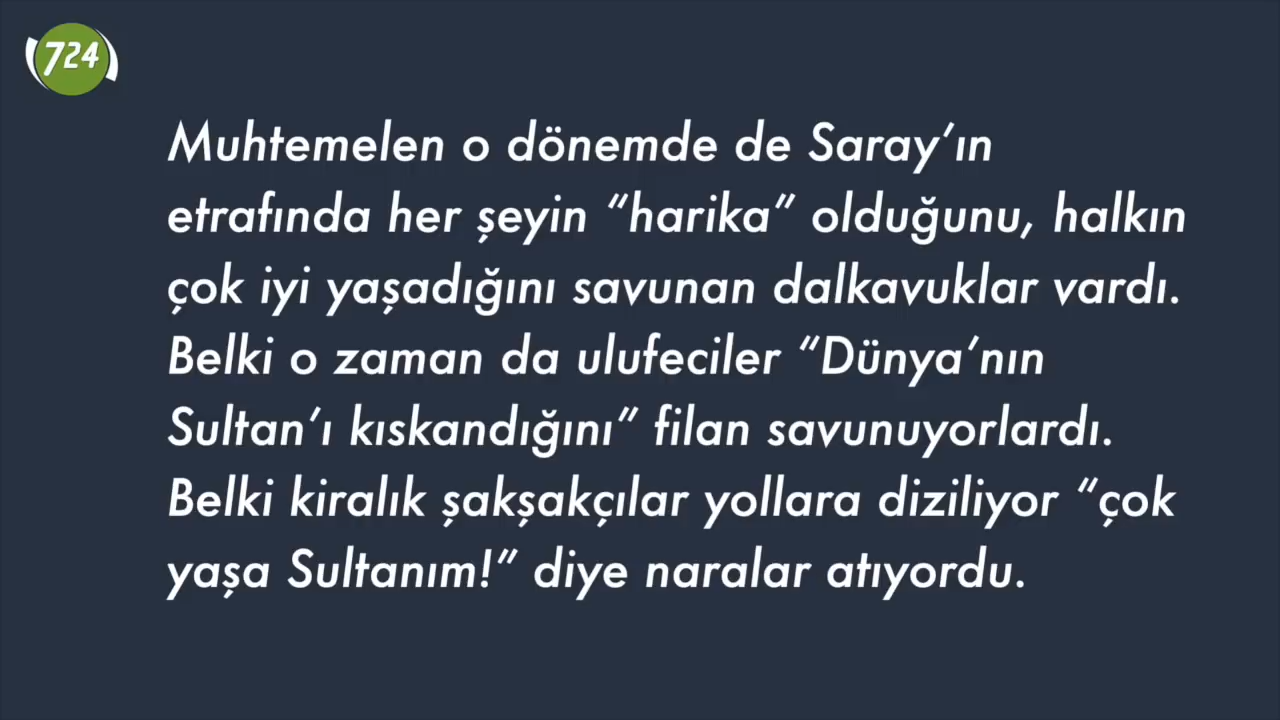 724
Muhtemelen o dönemde de Saray’ın
etrafında her şeyin “harika” olduğunu, halkın
çok iyi yaşadığını savunan dalkavuklar vardı.
Belki o zaman da ulufeciler “Dünya’nın
Sultan’ı kıskandığını” filan savunuyorlardı.
Belki kiralık şakşakçılar yollara diziliyor “çok
yaşa Sultanım!” diye naralar atıyordu.